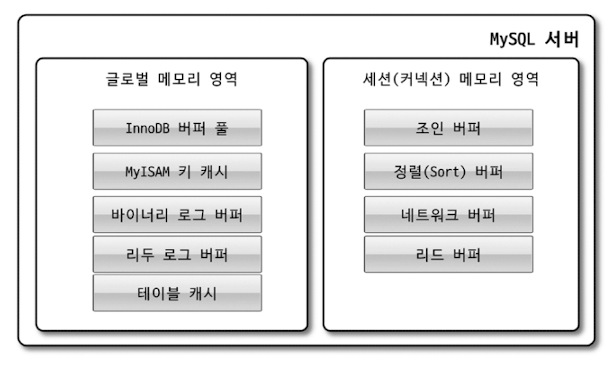 MySQL 서버
글로벌 메모리 영역
InnoDB 버퍼 풀
MyISAM 키 캐시
바이너리 로그 버퍼
리두 로그 버퍼
테이블 캐시
세션(커넥션) 메모리 영역
조인 버퍼
정렬(Sort) 버퍼
네트워크 버퍼
리드 버퍼